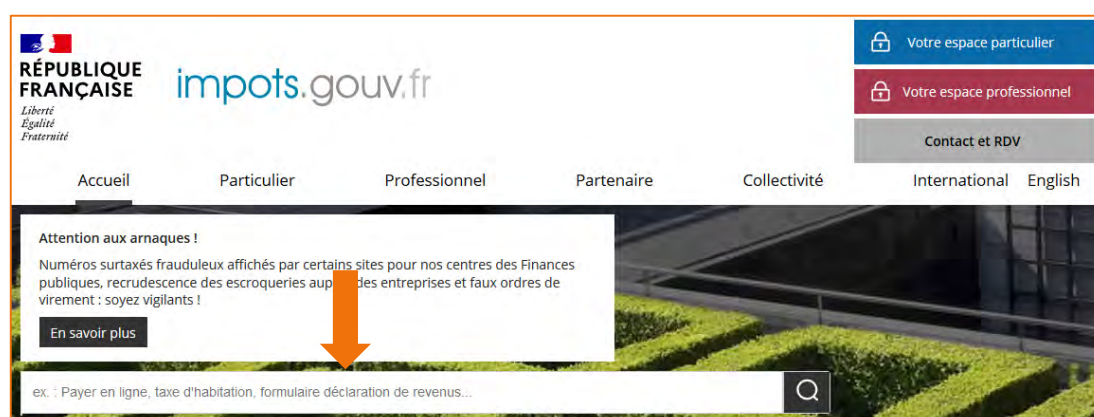 RÉPUBLIQUE
FRANÇAISE
Liberté
Égalité
Fraternité
impots.gouv.fr
Votre espace particulier
Votre espace professionnel
Contact et RDV
Accueil Particulier Professionnel Partenaire Collectivité International English
Attention aux arnaques !
Numéros surtaxés frauduleux affichés par certains sites pour nos centres des Finances
publiques, recrudescence des escroqueries des entreprises et faux ordres de
virement : soyez vigilants !
En savoir plus
ex. : Payer en ligne, taxe d'habitation, formulaire déclaration de revenus...